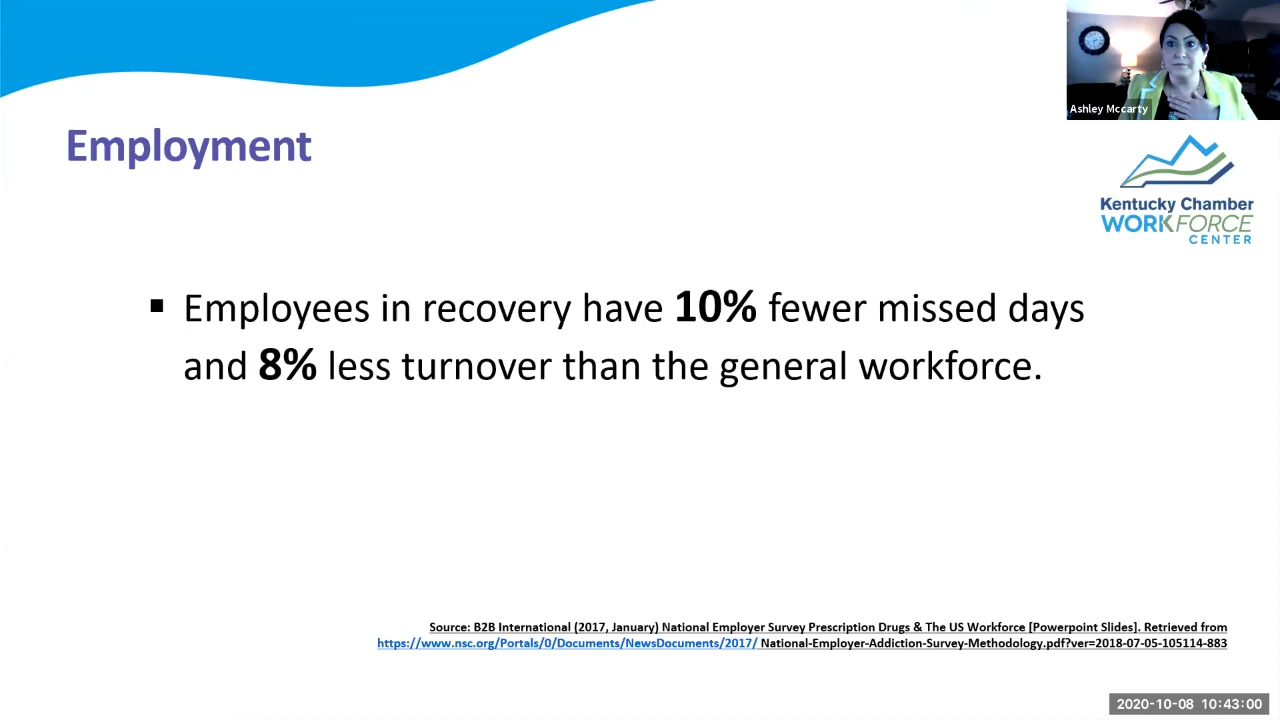 Ashley Mccarty
Employment
Kentucky Chamber
WORKFORCE
CENTER
▪ Employees in recovery have 10% fewer missed days
and 8% less turnover than the general workforce.
Source: B2B International (2017, January) National Employer Survey Prescription Drugs & The US Workforce [Powerpoint Slides]. Retrieved from
https://www.nsc.org/Portals/0/Documents/NewsDocuments/2017/ National-Employer-Addiction-Survey-Methodology.pdf?ver=2018-07-05-105114-883
2020-10-08 10:43:00